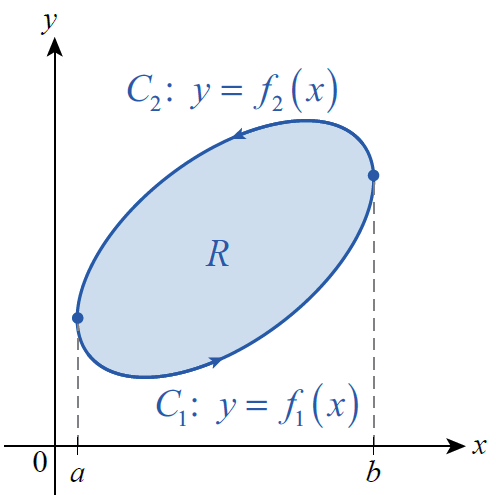 y
C₂: y = f₂(x)
R
C₁: y = f₁(x)
x
0
a
b